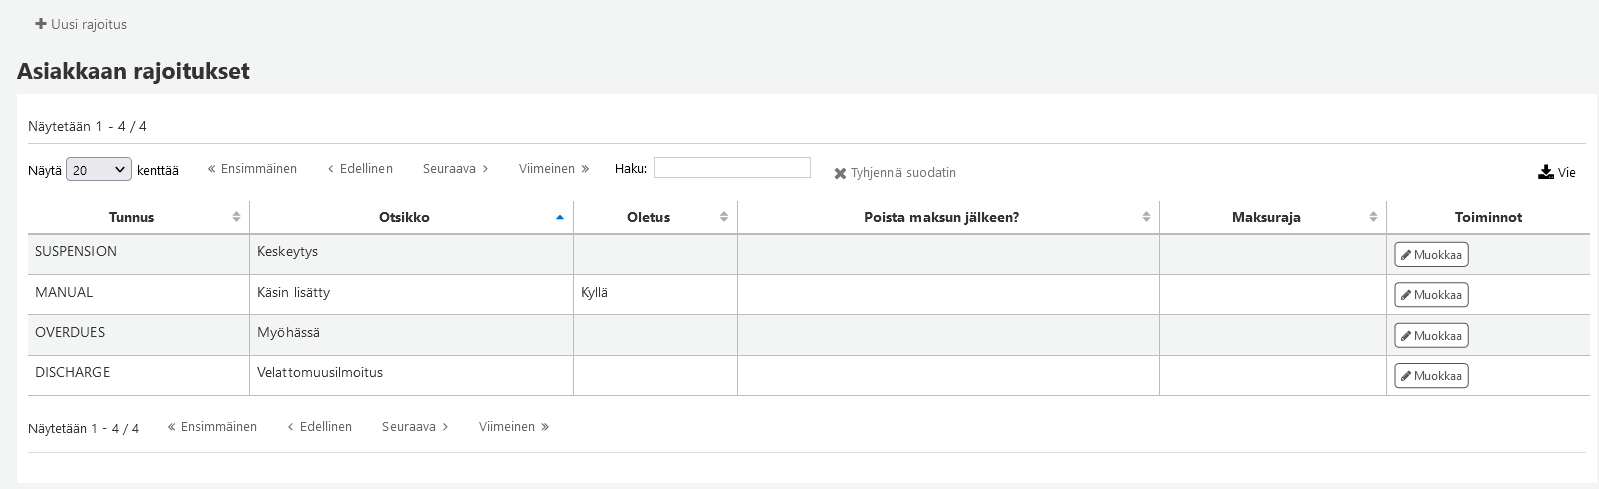 Uusi rajoitus
Asiakkaan rajoitukset
Näytetään 1 - 4 / 4
Näytä 20 kenttää Ensimmäinen Edellinen Seuraava Viimeinen Haku: Tyhjennä suodatin Vie
Tunnus Otsikko Oletus Poista maksun jälkeen? Maksuraja Toiminnot
SUSPENSION Keskeytys Muokkaa
MANUAL Käsin lisätty Kyllä Muokkaa
OVERDUES Myöhässä Muokkaa
DISCHARGE Velattomuusilmoitus Muokkaa
Näytetään 1 - 4 / 4 Ensimmäinen Edellinen Seuraava Viimeinen